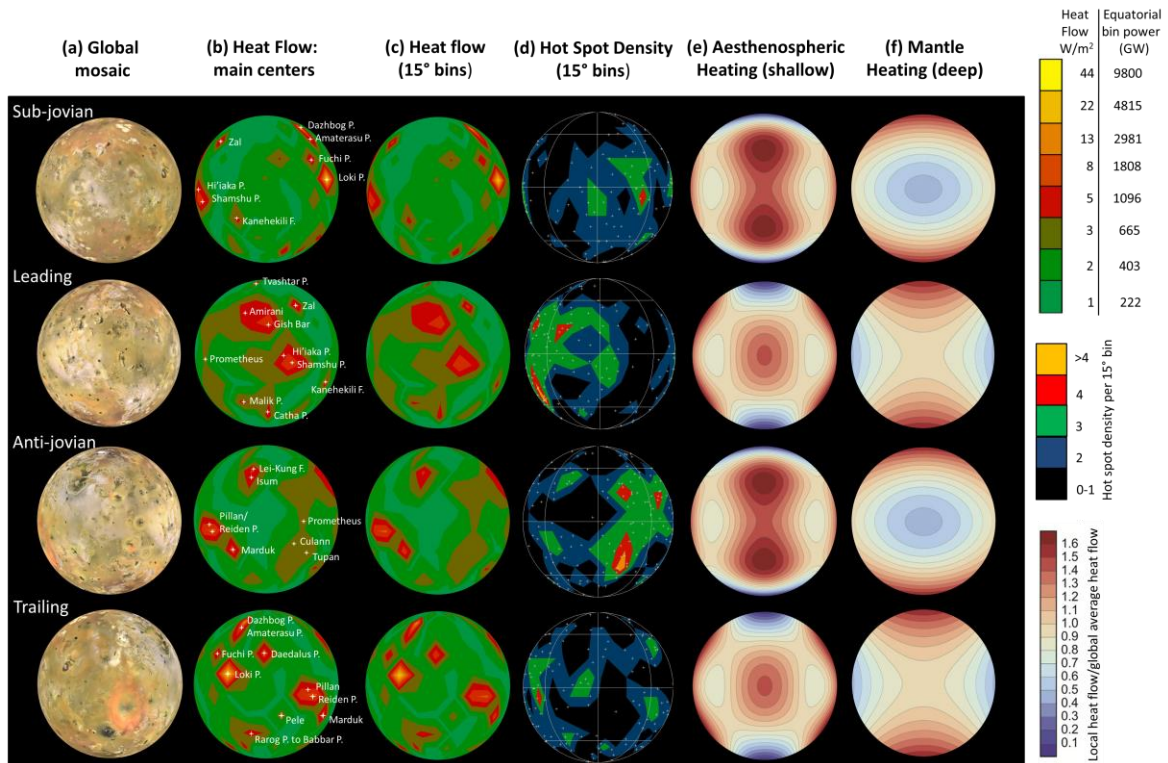 (a) Global
mosaic
(b) Heat Flow:
main centers
(c) Heat flow
(15° bins)
(d) Hot Spot Density
(15° bins)
(e) Aesthenospheric
Heating (shallow)
(f) Mantle
Heating (deep)
Heat
Flow
W/m²
Equatorial
bin power
(GW)
44 9800
22 4815
13 2981
8 1808
5 1096
3 665
2 403
1 222
Sub-jovian
Dazhbog P.
Amaterasu P.
Zal
Fuchi P.
Loki P.
Hi'iaka P.
Shamshu P.
Kanehekili F.
Leading
Tvashtar P.
Zal
Amirani
Gish Bar
Prometheus
Hi'iaka P.
Shamshu P.
Kanehekili F.
Malik P.
Catha P.
Anti-jovian
Lei-Kung F.
Isum
Pillan/
Reiden P.
Prometheus
Marduk
Culann
Tupan
Trailing
Dazhbog P.
Amaterasu P.
Fuchi P.
Daedalus P.
Loki P.
Pillan
Reiden P.
Pele
Marduk
Rarog P. to Babbar P.
>4
4
3
2
0-1
Hot spot density per 15° bin
1.6
1.5
1.4
1.3
1.2
1.1
1.0
0.9
0.8
0.7
0.6
0.5
0.4
0.3
0.2
0.1
Local heat flow/global average heat flow